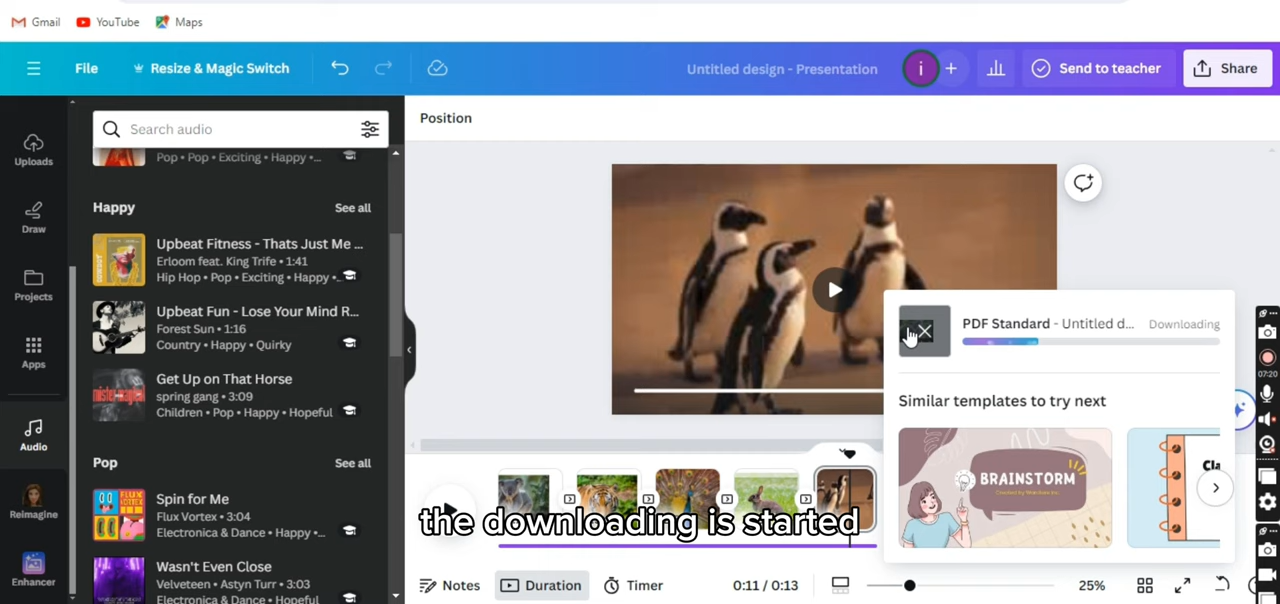 Gmail YouTube Maps
File Resize & Magic Switch Untitled design - Presentation i + Send to teacher Share
Search audio
Position
Uploads
Draw
Projects
Apps
Audio
Reimagine
Enhancer
Pop • Pop • Exciting • Happy •...
Happy See all
Upbeat Fitness - Thats Just Me ...
Erloom feat. King Trife • 1:41
Hip Hop • Pop • Exciting • Happy •..
Upbeat Fun - Lose Your Mind R...
Forest Sun • 1:16
Country • Happy • Quirky
Get Up on That Horse
spring gang • 3:09
Children • Pop • Happy • Hopeful
Pop See all
Spin for Me
Flux Vortex • 3:04
Electronica & Dance • Happy •...
Wasn't Even Close
Velveteen • Astyn Turr • 3:03
Electronica & Dance • Happy •
PDF Standard - Untitled d... Downloading
Similar templates to try next
BRAINSTORM
Cla
the downloading is started
Notes Duration Timer 0:11 / 0:13 25%
07:20